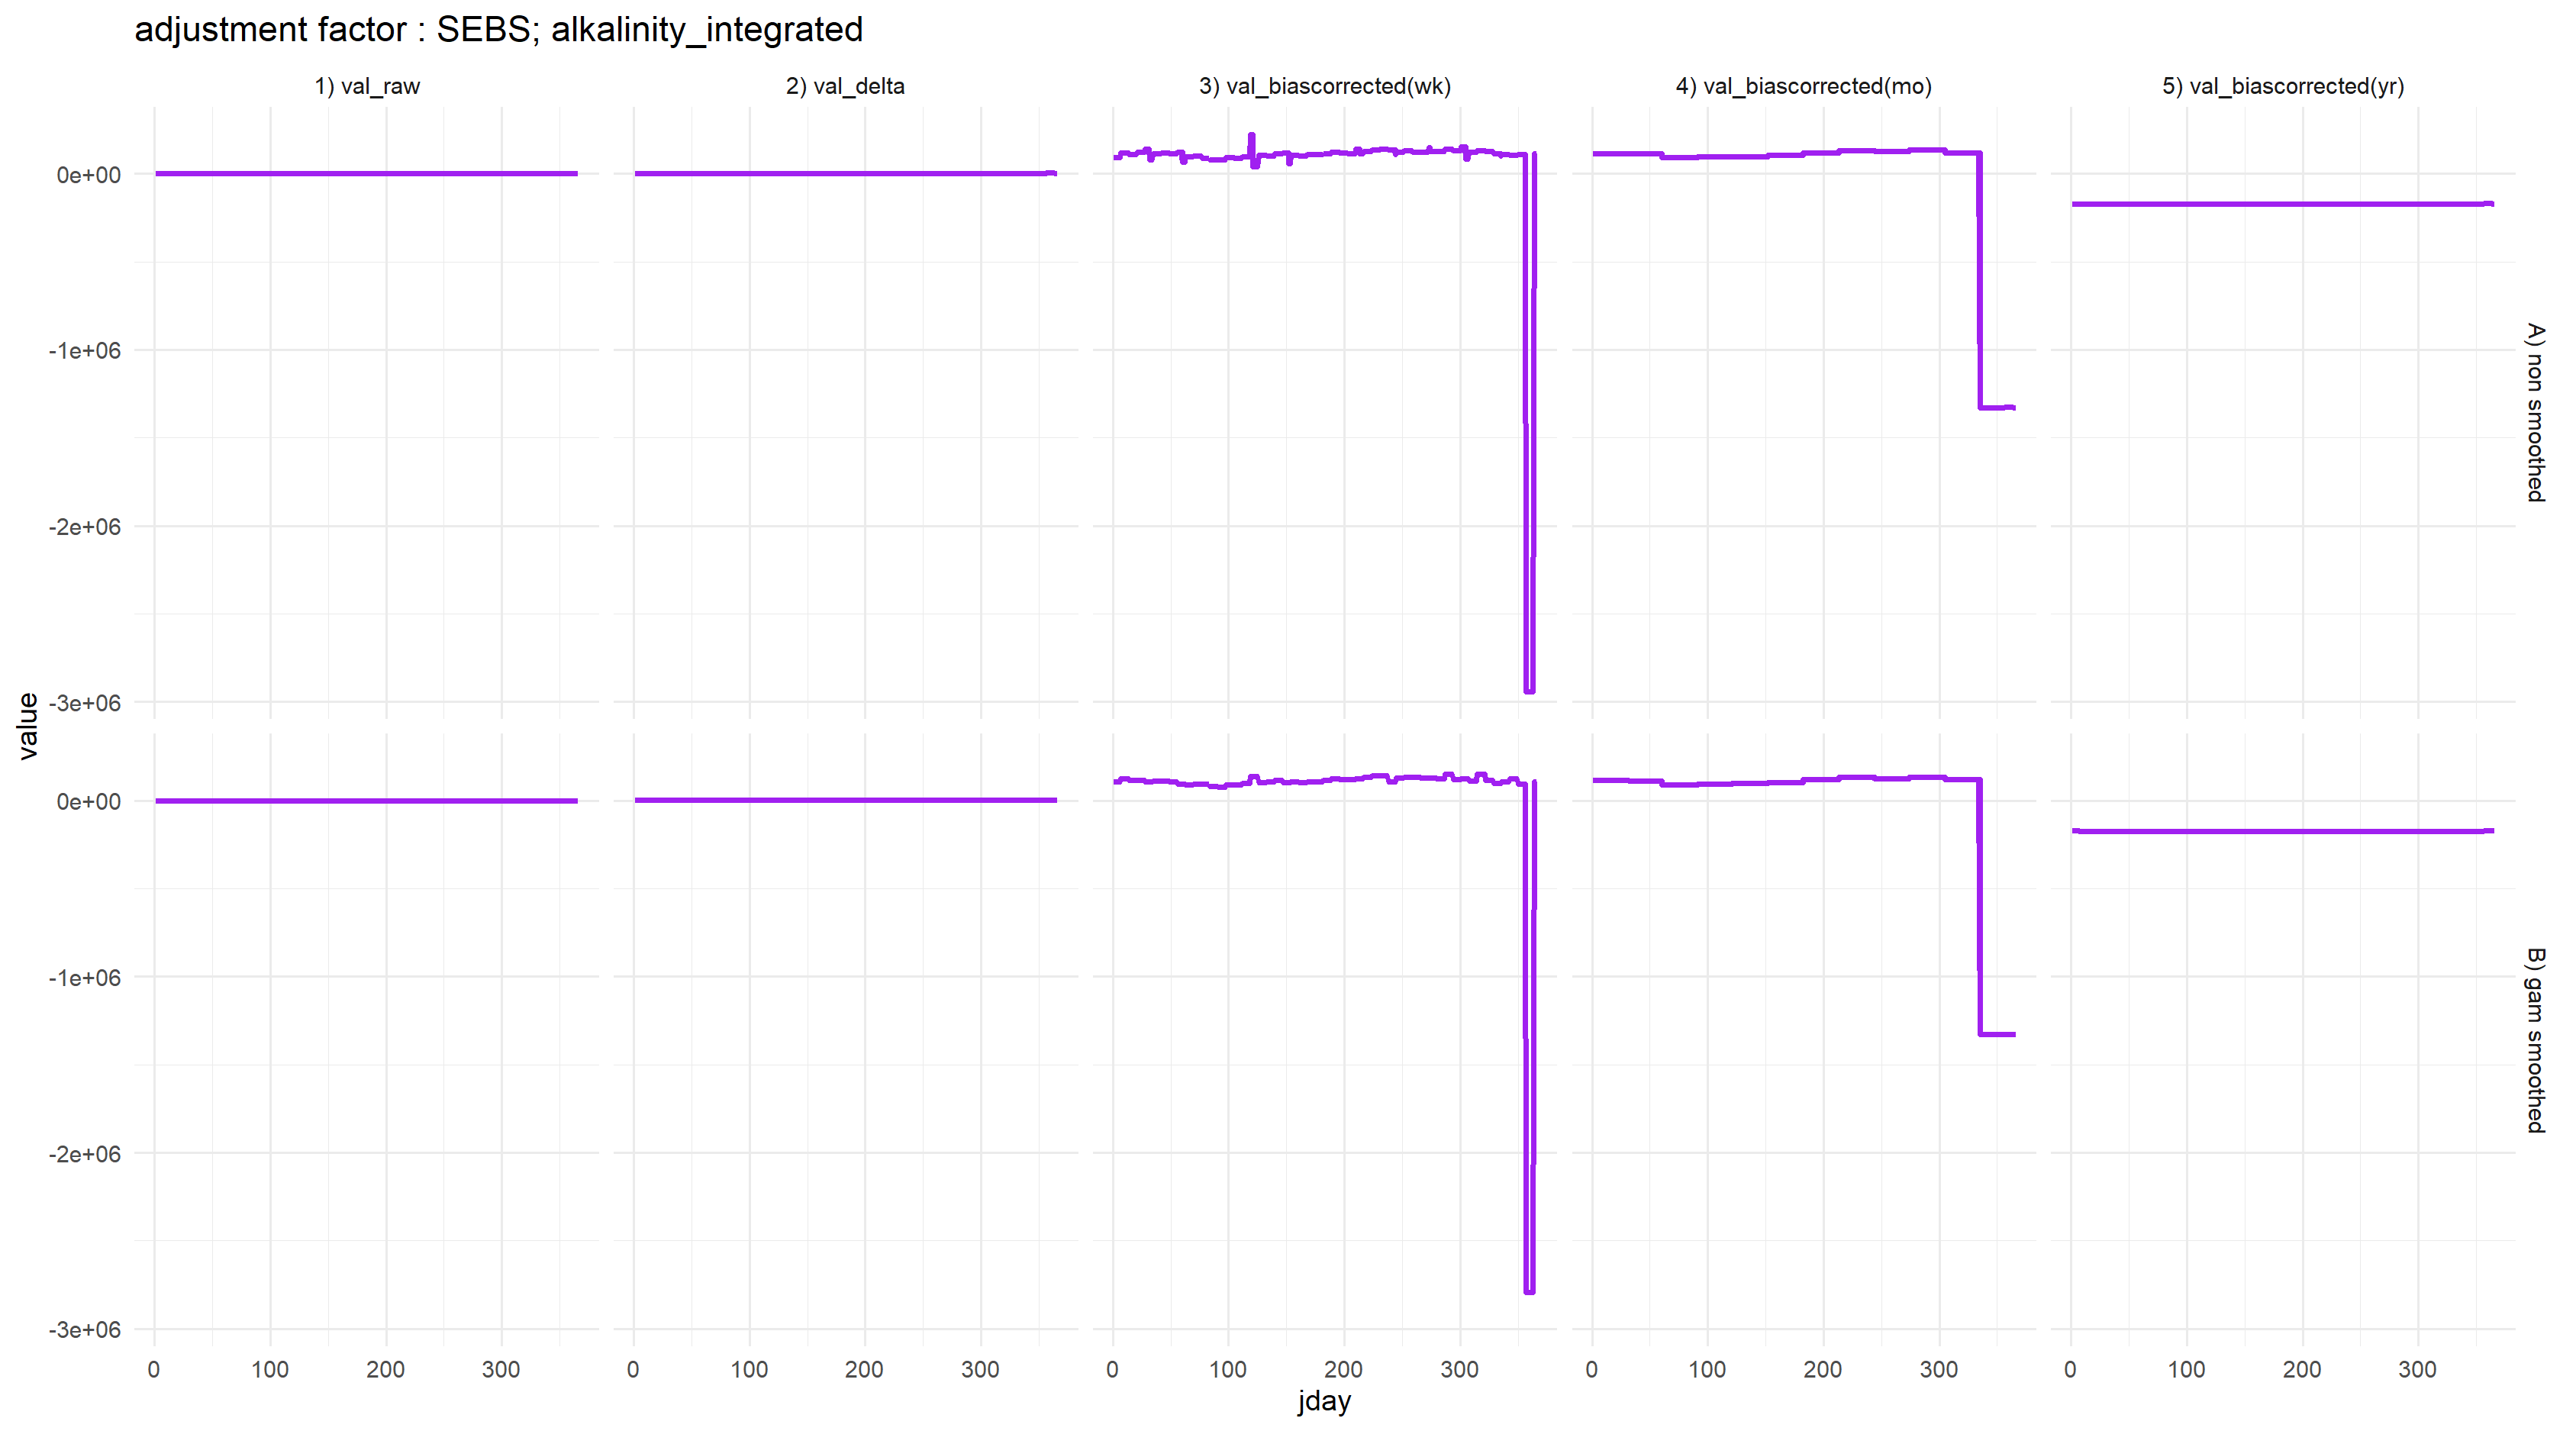 adjustment factor : SEBS; alkalinity_integrated
1) val_raw
2) val_delta
3) val_biascorrected(wk)
4) val_biascorrected(mo)
5) val_biascorrected(yr)
0e+00
-1e+06
-2e+06
-3e+06
A) non smoothed
value
0e+00
-1e+06
-2e+06
-3e+06
B) gam smoothed
0 100 200 300
0 100 200 300
0 100 200 300
0 100 200 300
0 100 200 300
jday